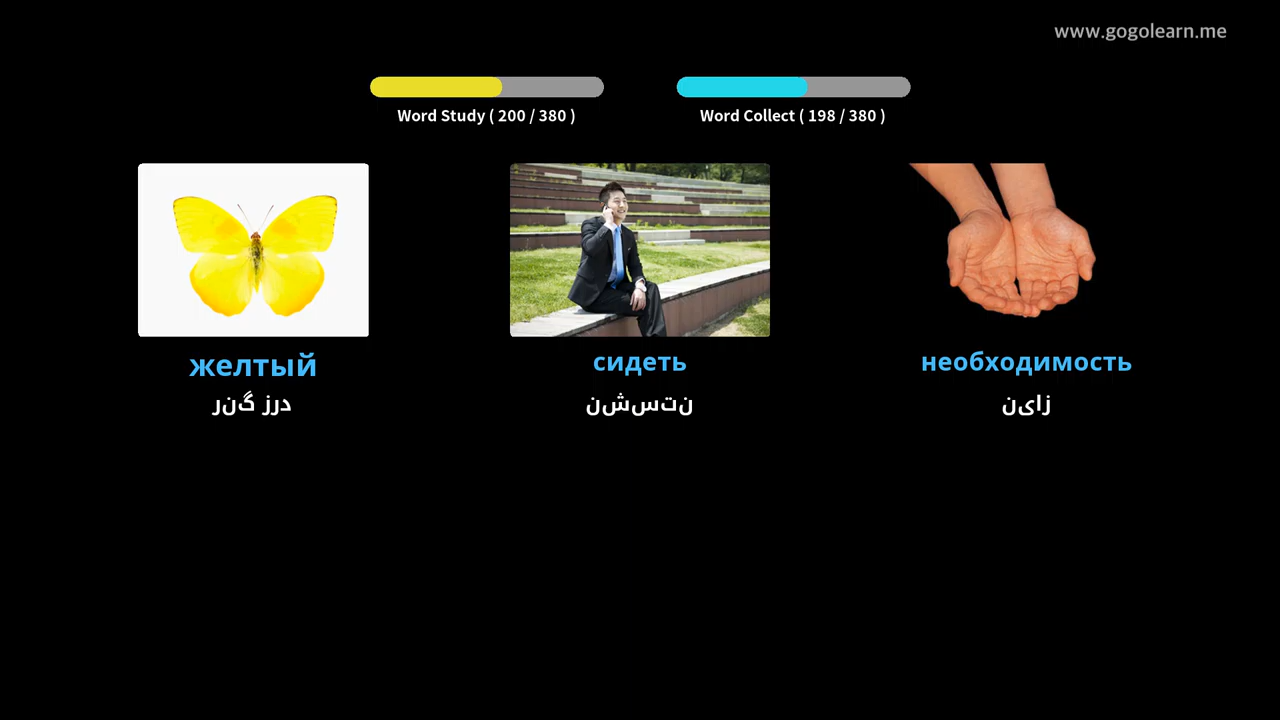 www.gogolearn.me
Word Study ( 200 / 380 )
Word Collect ( 198 / 380 )
желтый
درز گنر
сидеть
نتسشن
необходимость
زاین